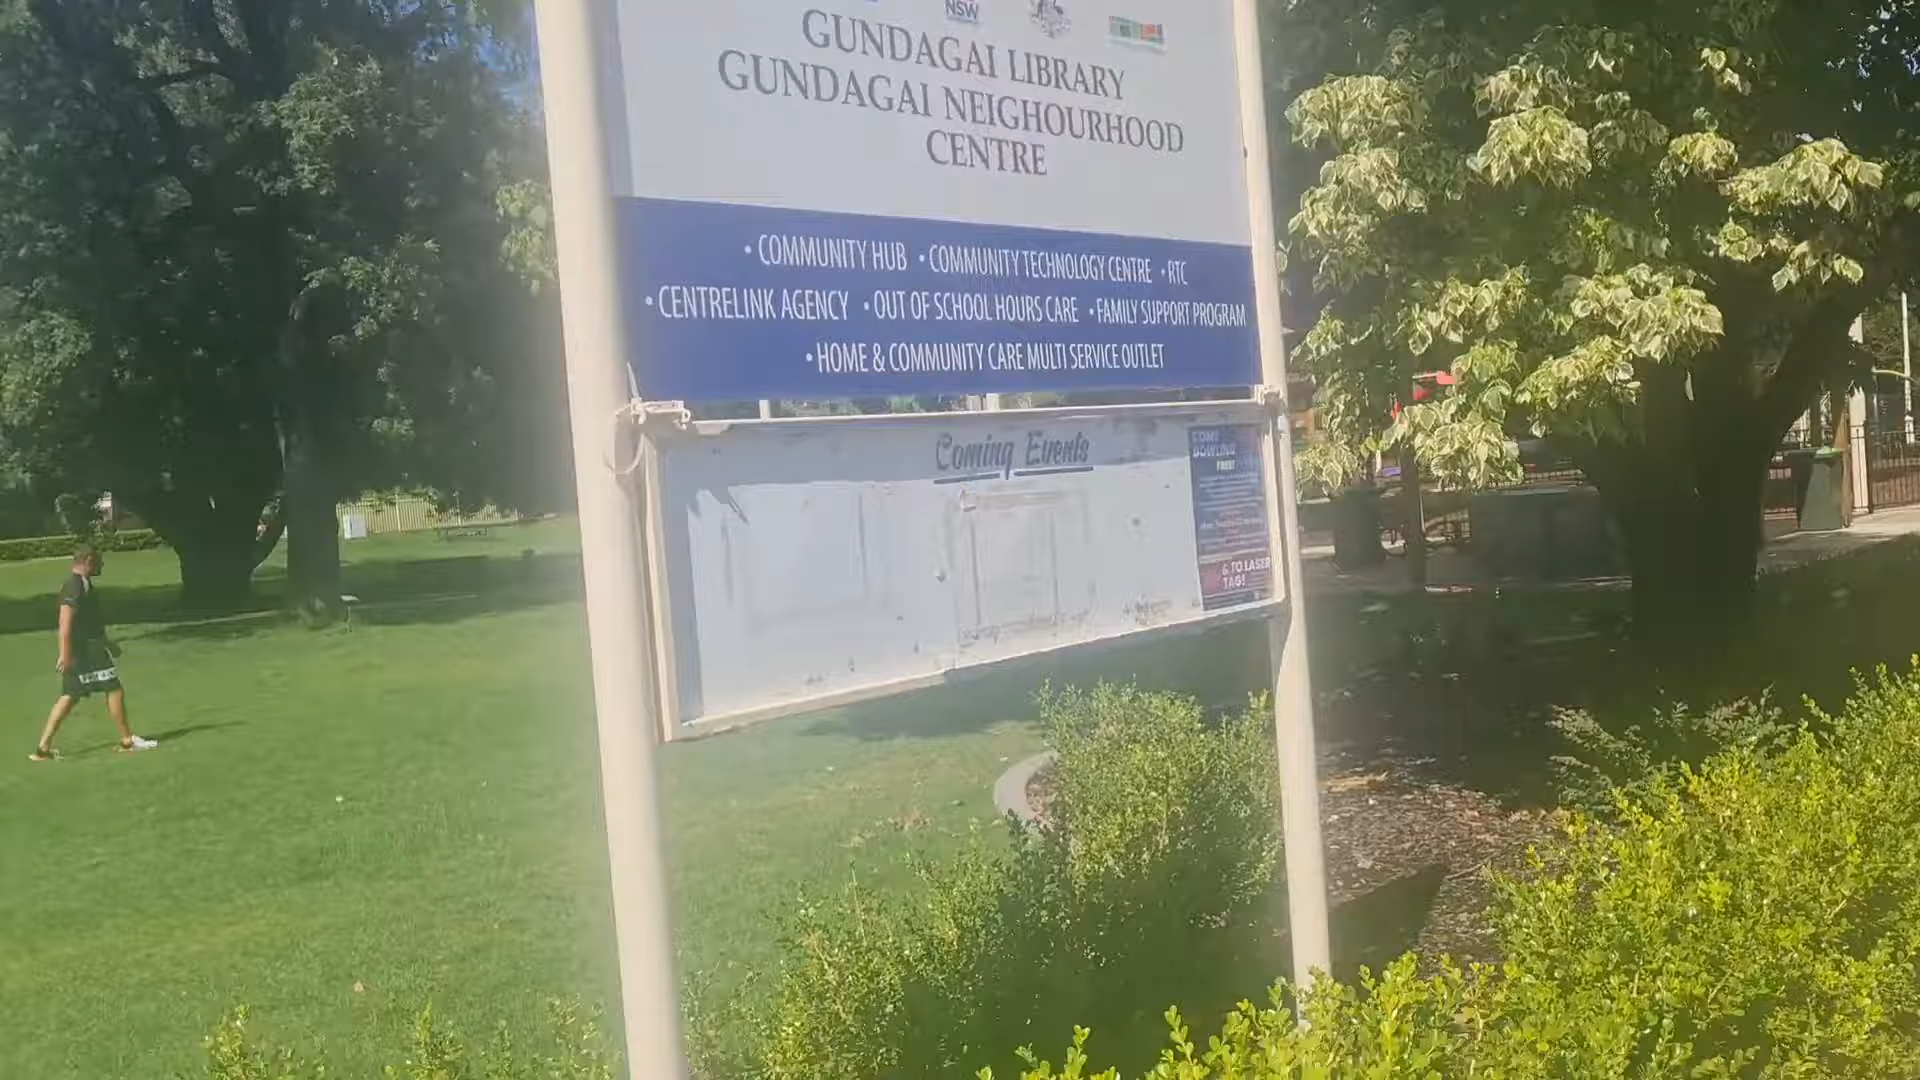 NSW
GUNDAGAI LIBRARY
GUNDAGAI NEIGHOURHOOD
CENTRE
• COMMUNITY HUB • COMMUNITY TECHNOLOGY CENTRE • RTC
• CENTRELINK AGENCY • OUT OF SCHOOL HOURS CARE • FAMILY SUPPORT PROGRAM
• HOME & COMMUNITY CARE MULTI SERVICE OUTLET
Coming Events
BOWLING
FREE!
& TO LASER
TAG!